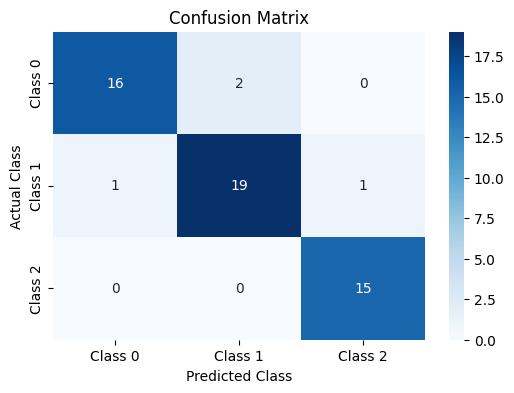 Confusion Matrix
Actual Class
Class 0
Class 1
Class 2
16 2 0
1 19 1
0 0 15
Class 0 Class 1 Class 2
Predicted Class
17.5
15.0
12.5
10.0
7.5
5.0
2.5
0.0